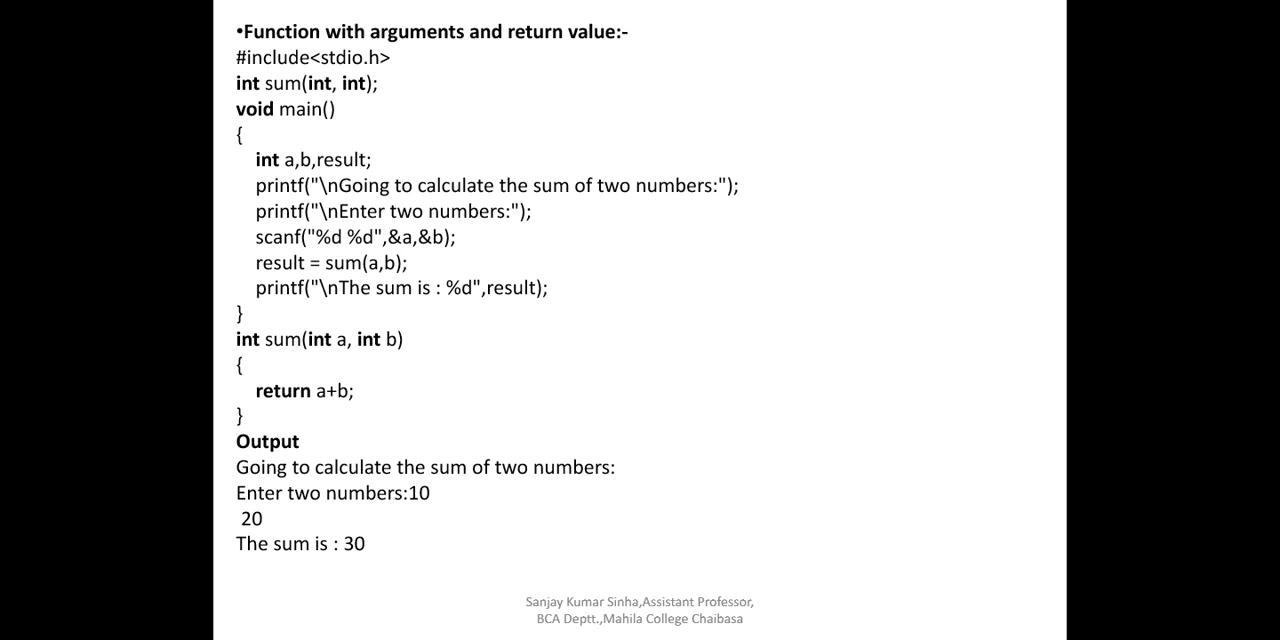 •Function with arguments and return value:-
#include<stdio.h>
int sum(int, int);
void main()
{
int a,b,result;
printf("\nGoing to calculate the sum of two numbers:");
printf("\nEnter two numbers:");
scanf("%d %d",&a,&b);
result = sum(a,b);
printf("\nThe sum is : %d",result);
}
int sum(int a, int b)
{
return a+b;
}
Output
Going to calculate the sum of two numbers:
Enter two numbers:10
20
The sum is : 30
Sanjay Kumar Sinha,Assistant Professor,
BCA Deptt.,Mahila College Chaibasa